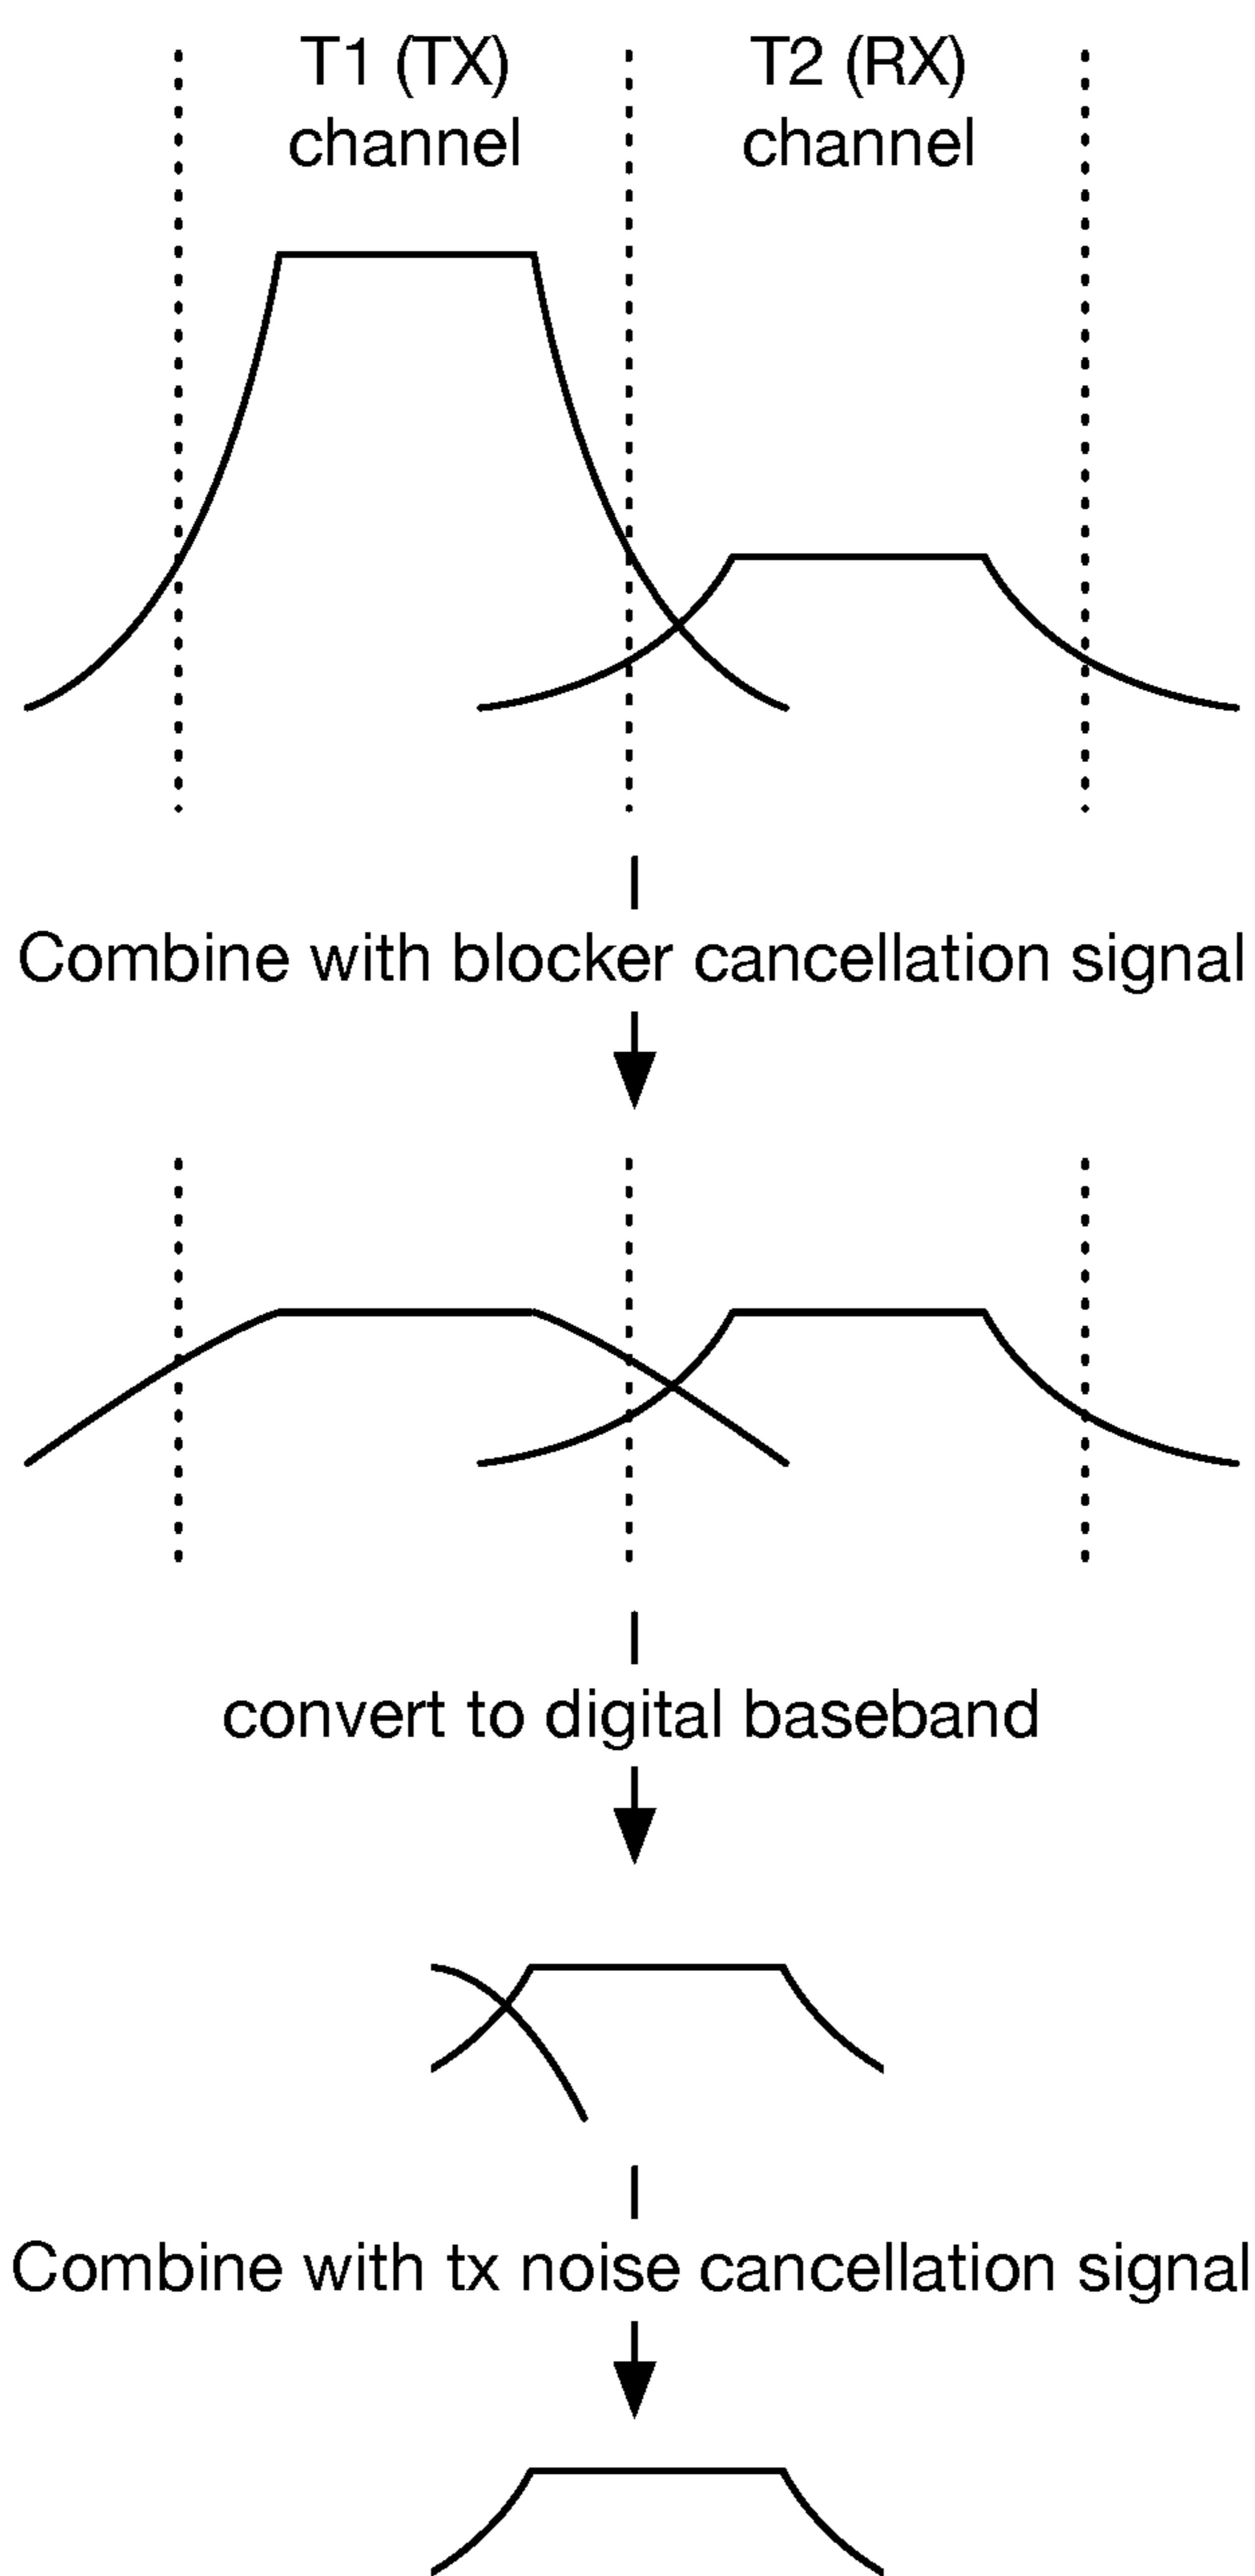 T1 (TX) T2 (RX)
channel channel
Combine with blocker cancellation signal
convert to digital baseband
Combine with tx noise cancellation signal